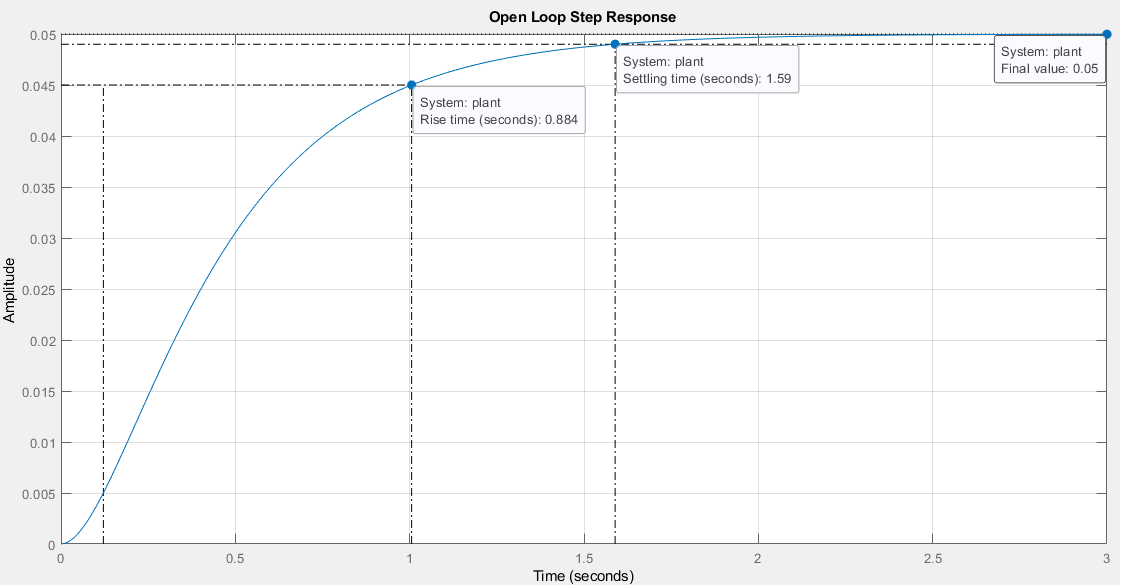 Open Loop Step Response
0.05
0.045
0.04
0.035
0.03
0.025
0.02
0.015
0.01
0.005
0
Amplitude
System: plant
Rise time (seconds): 0.884
System: plant
Settling time (seconds): 1.59
System: plant
Final value: 0.05
0 0.5 1 1.5 2 2.5 3
Time (seconds)